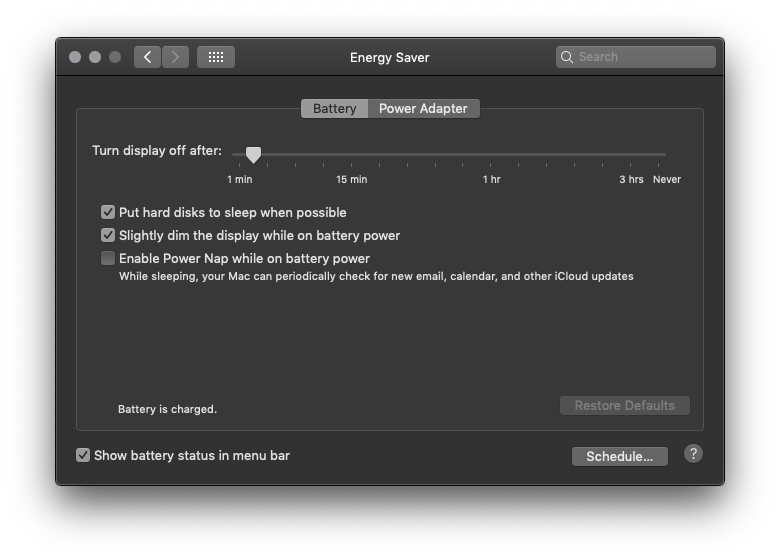 Energy Saver
Search
Battery
Power Adapter
Turn display off after:
1 min 15 min 1 hr 3 hrs Never
Put hard disks to sleep when possible
Slightly dim the display while on battery power
Enable Power Nap while on battery power
While sleeping, your Mac can periodically check for new email, calendar, and other iCloud updates
Battery is charged.
Restore Defaults
Show battery status in menu bar
Schedule...
?